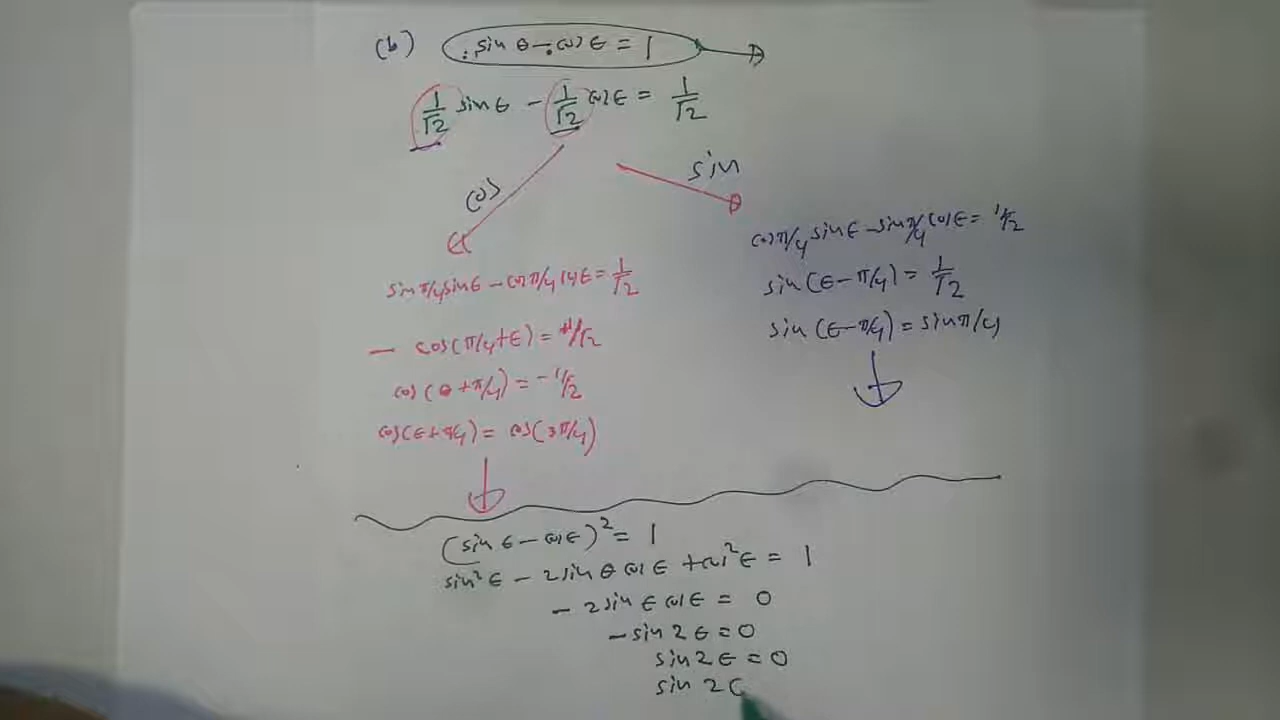 (b) sin θ - cos θ = 1
1/√2 sin θ - 1/√2 cos θ = 1/√2
cos
sin
sin π/4 sin θ - cos π/4 cos θ = 1/√2
- cos(π/4 + θ) = +1/√2
cos(θ + π/4) = -1/√2
cos(θ + π/4) = cos(3π/4)
cos π/4 sin θ - sin π/4 cos θ = 1/√2
sin(θ - π/4) = 1/√2
sin(θ - π/4) = sin π/4
(sin θ - cos θ)² = 1
sin²θ - 2 sin θ cos θ + cos²θ = 1
- 2 sin θ cos θ = 0
- sin 2θ = 0
sin 2θ = 0
sin 2